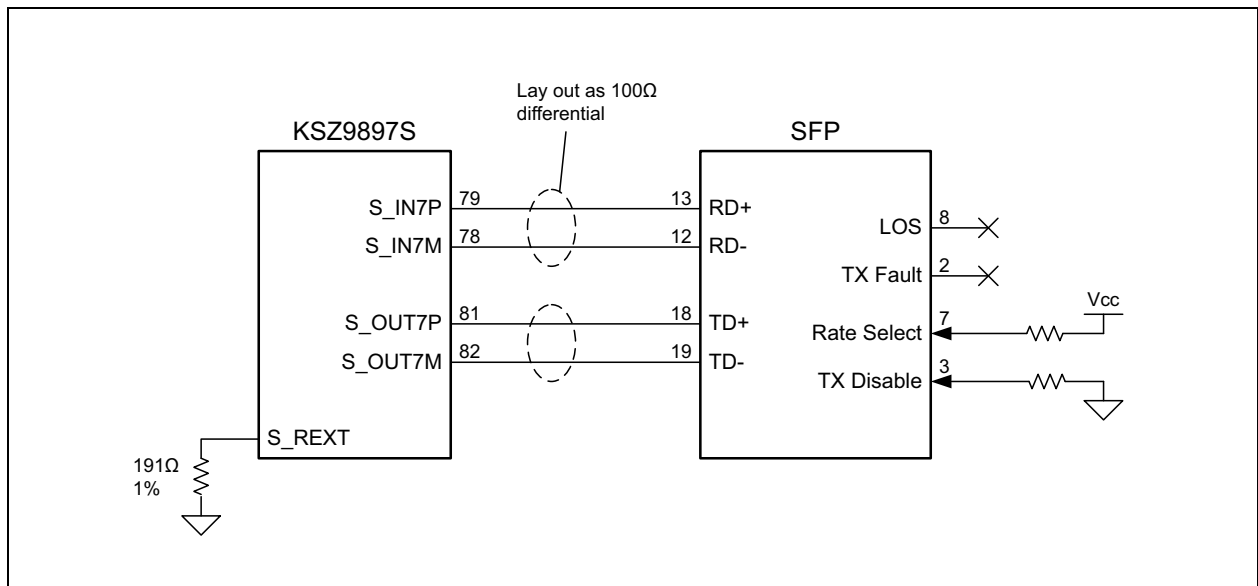 Lay out as 100Ω
differential
KSZ9897S
SFP
S_IN7P 79
13 RD+
S_IN7M 78
12 RD-
LOS 8
TX Fault 2
Vcc
S_OUT7P 81
18 TD+
Rate Select 7
S_OUT7M 82
19 TD-
TX Disable 3
S_REXT
191Ω
1%